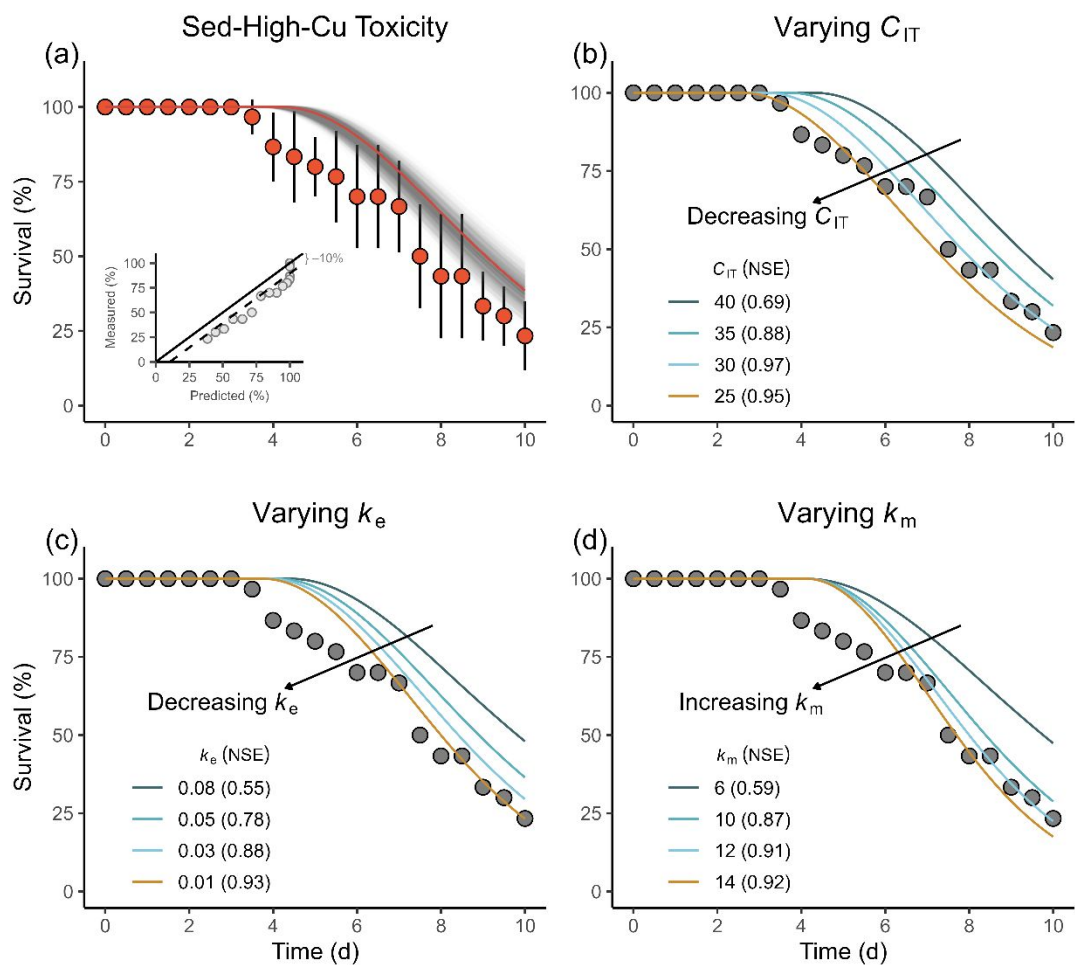 Sed-High-Cu Toxicity
(a)
Survival (%)
100
75
50
25
0
0 2 4 6 8 10
Measured (%)
100
75
50
25
0
0 25 50 75 100
Predicted (%)
} −10%
Varying C_IT
(b)
100
75
50
25
0
0 2 4 6 8 10
Decreasing C_IT
C_IT (NSE)
40 (0.69)
35 (0.88)
30 (0.97)
25 (0.95)
Varying k_e
(c)
Survival (%)
100
75
50
25
0
0 2 4 6 8 10
Time (d)
Decreasing k_e
k_e (NSE)
0.08 (0.55)
0.05 (0.78)
0.03 (0.88)
0.01 (0.93)
Varying k_m
(d)
100
75
50
25
0
0 2 4 6 8 10
Time (d)
Increasing k_m
k_m (NSE)
6 (0.59)
10 (0.87)
12 (0.91)
14 (0.92)